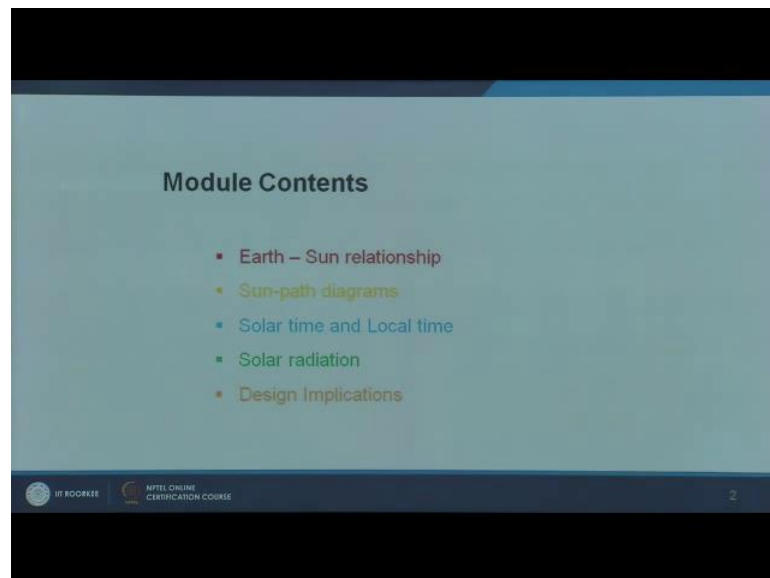 Module Contents
▪ Earth – Sun relationship
▪ Sun-path diagrams
▪ Solar time and Local time
▪ Solar radiation
▪ Design Implications
IIT ROORKEE
NPTEL ONLINE
CERTIFICATION COURSE
2